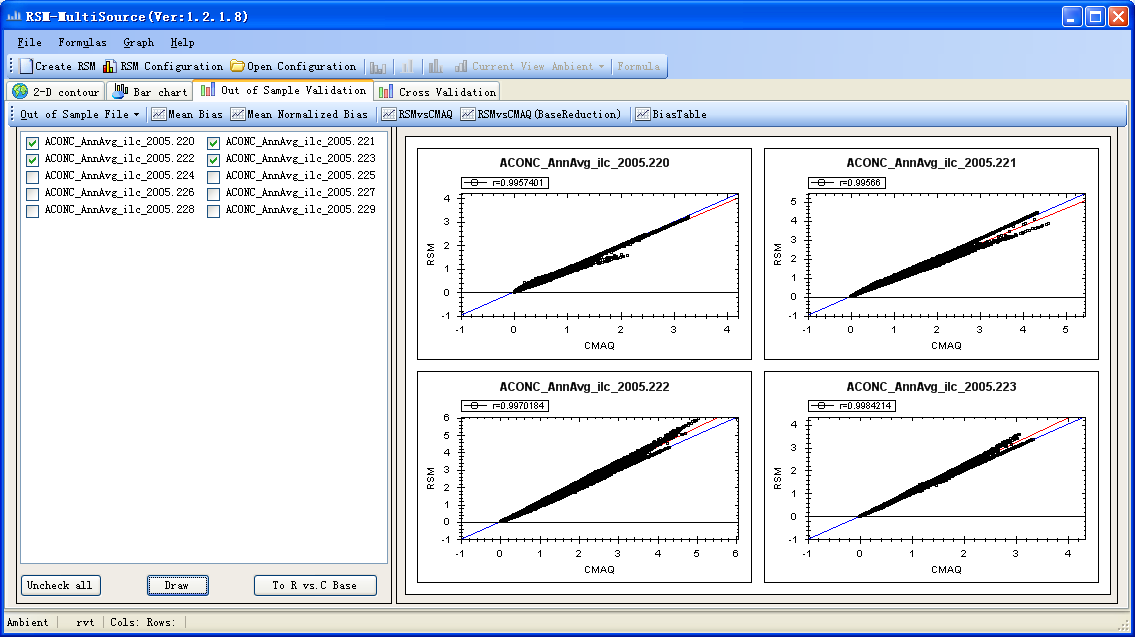 RSM-MultiSource(Ver:1.2.1.8)
File Formulas Graph Help
Create RSM RSM Configuration Open Configuration Current View Ambient Formula
2-D contour Bar chart Out of Sample Validation Cross Validation
Out of Sample File Mean Bias Mean Normalized Bias RSMvsCMAQ RSMvsCMAQ(BaseReduction) BiasTable
ACONC_AnnAvg_ilc_2005.220 ACONC_AnnAvg_ilc_2005.221
ACONC_AnnAvg_ilc_2005.222 ACONC_AnnAvg_ilc_2005.223
ACONC_AnnAvg_ilc_2005.224 ACONC_AnnAvg_ilc_2005.225
ACONC_AnnAvg_ilc_2005.226 ACONC_AnnAvg_ilc_2005.227
ACONC_AnnAvg_ilc_2005.228 ACONC_AnnAvg_ilc_2005.229
Uncheck all Draw To R vs.C Base
ACONC_AnnAvg_ilc_2005.220
r=0.9957401
4
3
2
1
0
-1
RSM
-1 0 1 2 3 4
CMAQ
ACONC_AnnAvg_ilc_2005.221
r=0.99566
5
4
3
2
1
0
-1
RSM
-1 0 1 2 3 4 5
CMAQ
ACONC_AnnAvg_ilc_2005.222
r=0.9970184
6
5
4
3
2
1
0
-1
RSM
-1 0 1 2 3 4 5 6
CMAQ
ACONC_AnnAvg_ilc_2005.223
r=0.9984214
4
3
2
1
0
-1
RSM
-1 0 1 2 3 4
CMAQ
Ambient rvt Cols: Rows: